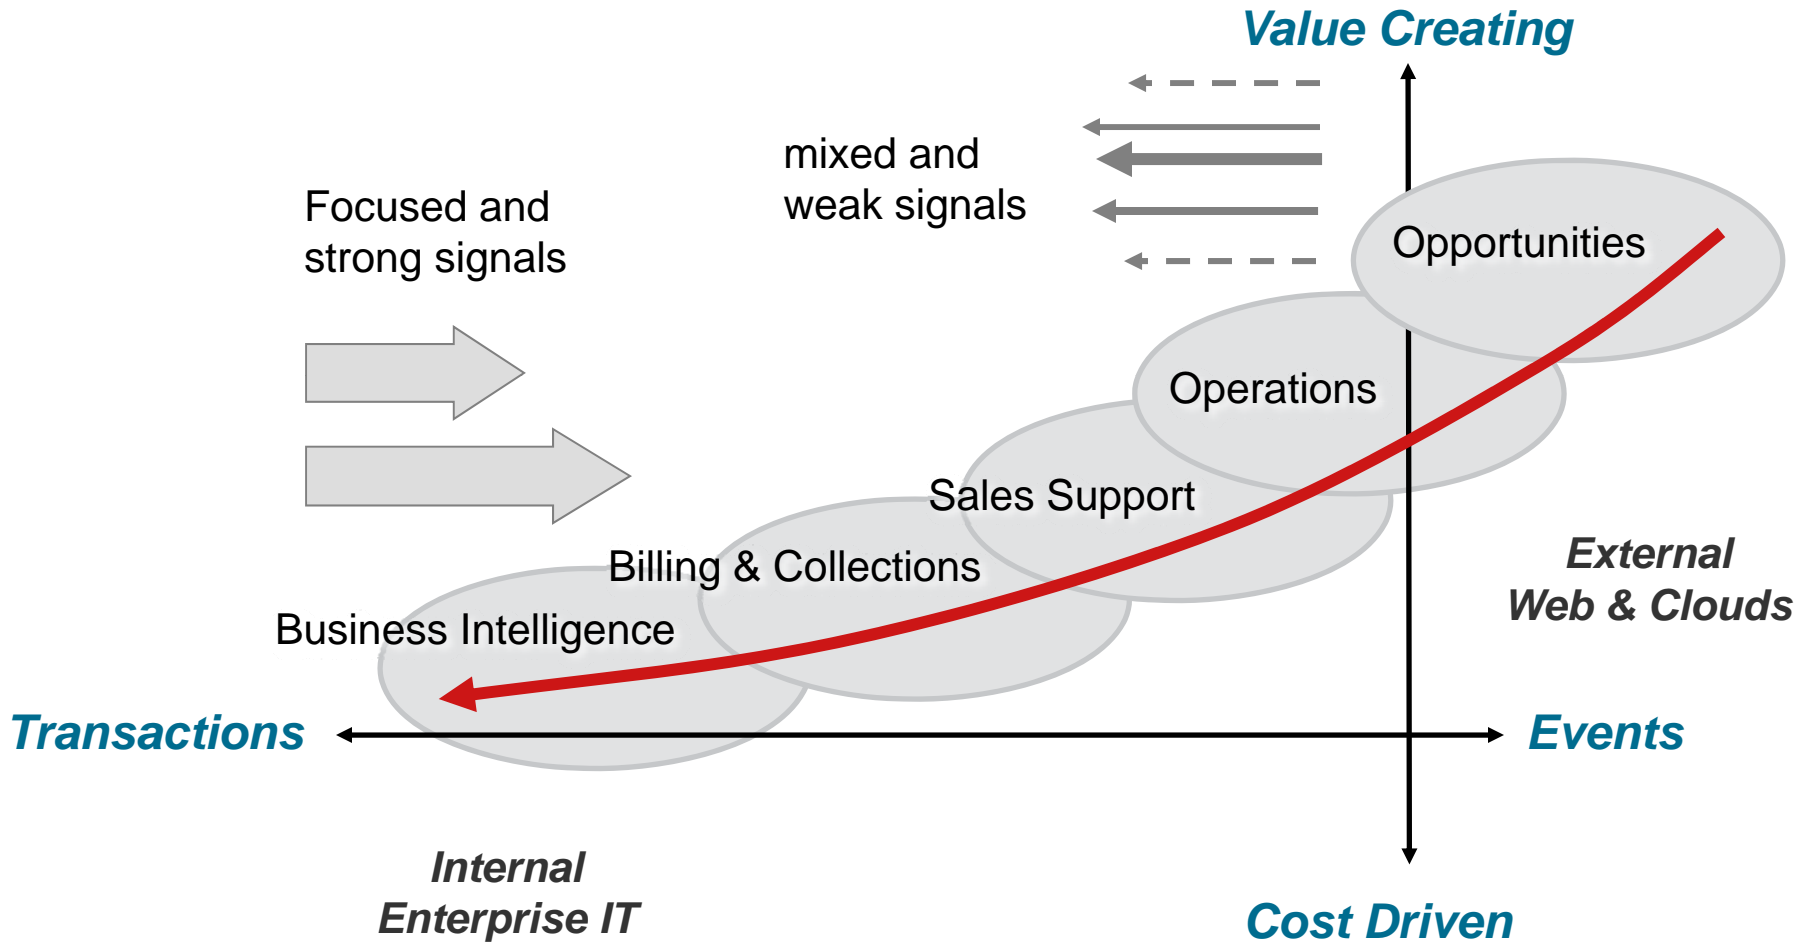 Value Creating
mixed and
weak signals
Focused and
strong signals
Opportunities
Operations
Sales Support
Billing & Collections
Business Intelligence
External
Web & Clouds
Transactions
Events
Internal
Enterprise IT
Cost Driven